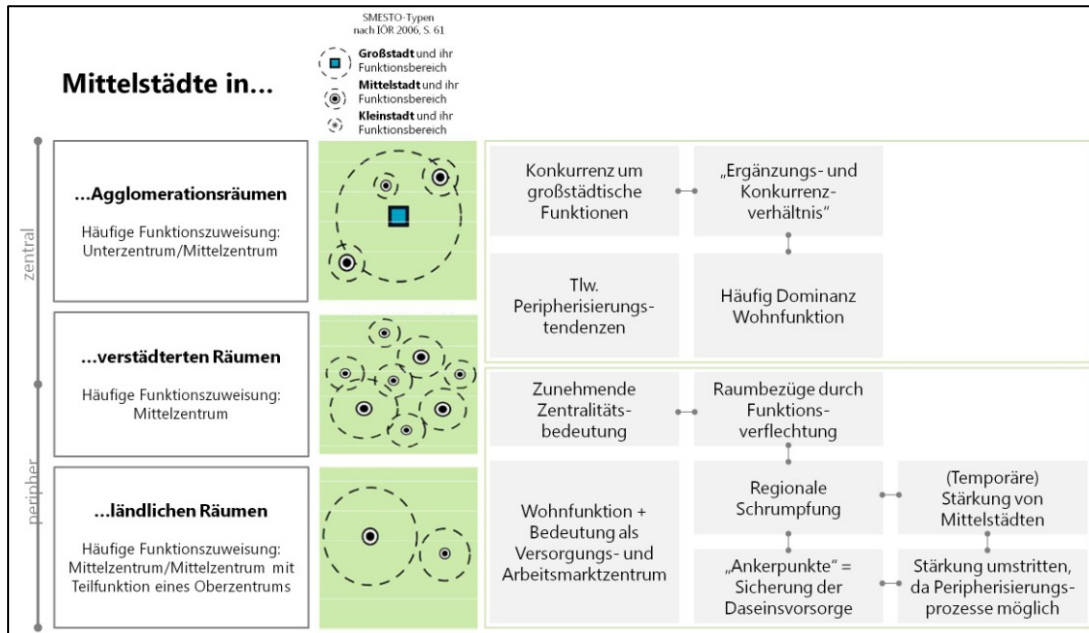 SMESTO-Typen
nach IÖR 2006, S. 61
Mittelstädte in...
Großstadt und ihr
Funktionsbereich
Mittelstadt und ihr
Funktionsbereich
Kleinstadt und ihr
Funktionsbereich
zentral
peripher
...Agglomerationsräumen
Häufige Funktionszuweisung:
Unterzentrum/Mittelzentrum
Konkurrenz um
großstädtische
Funktionen
„Ergänzungs- und
Konkurrenz-
verhältnis“
Tlw.
Peripherisierungs-
tendenzen
Häufig Dominanz
Wohnfunktion
...verstädterten Räumen
Häufige Funktionszuweisung:
Mittelzentrum
Zunehmende
Zentralitäts-
bedeutung
Raumbezüge durch
Funktions-
verflechtung
...ländlichen Räumen
Häufige Funktionszuweisung:
Mittelzentrum/Mittelzentrum mit
Teilfunktion eines Oberzentrums
Wohnfunktion +
Bedeutung als
Versorgungs- und
Arbeitsmarktzentrum
Regionale
Schrumpfung
(Temporäre)
Stärkung von
Mittelstädten
„Ankerpunkte“ =
Sicherung der
Daseinsvorsorge
Stärkung umstritten,
da Peripherisierungs-
prozesse möglich